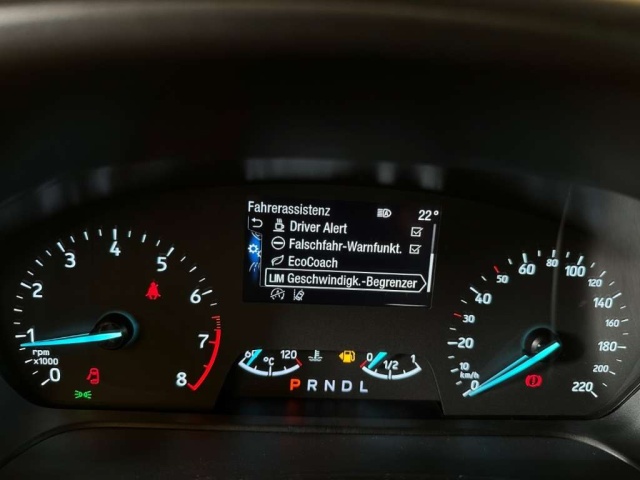 Fahrerassistenz 22°
Driver Alert
Falschfahr-Warnfunkt.
EcoCoach
LIM Geschwindigk.-Begrenzer
0 1 2 3 4 5 6 7 8
rpm
x1000
60 °C 120
0 1/2 1
P R N D L
0 10 20 30 40 50 60 80 100 120 140 160 180 200 220
km/h